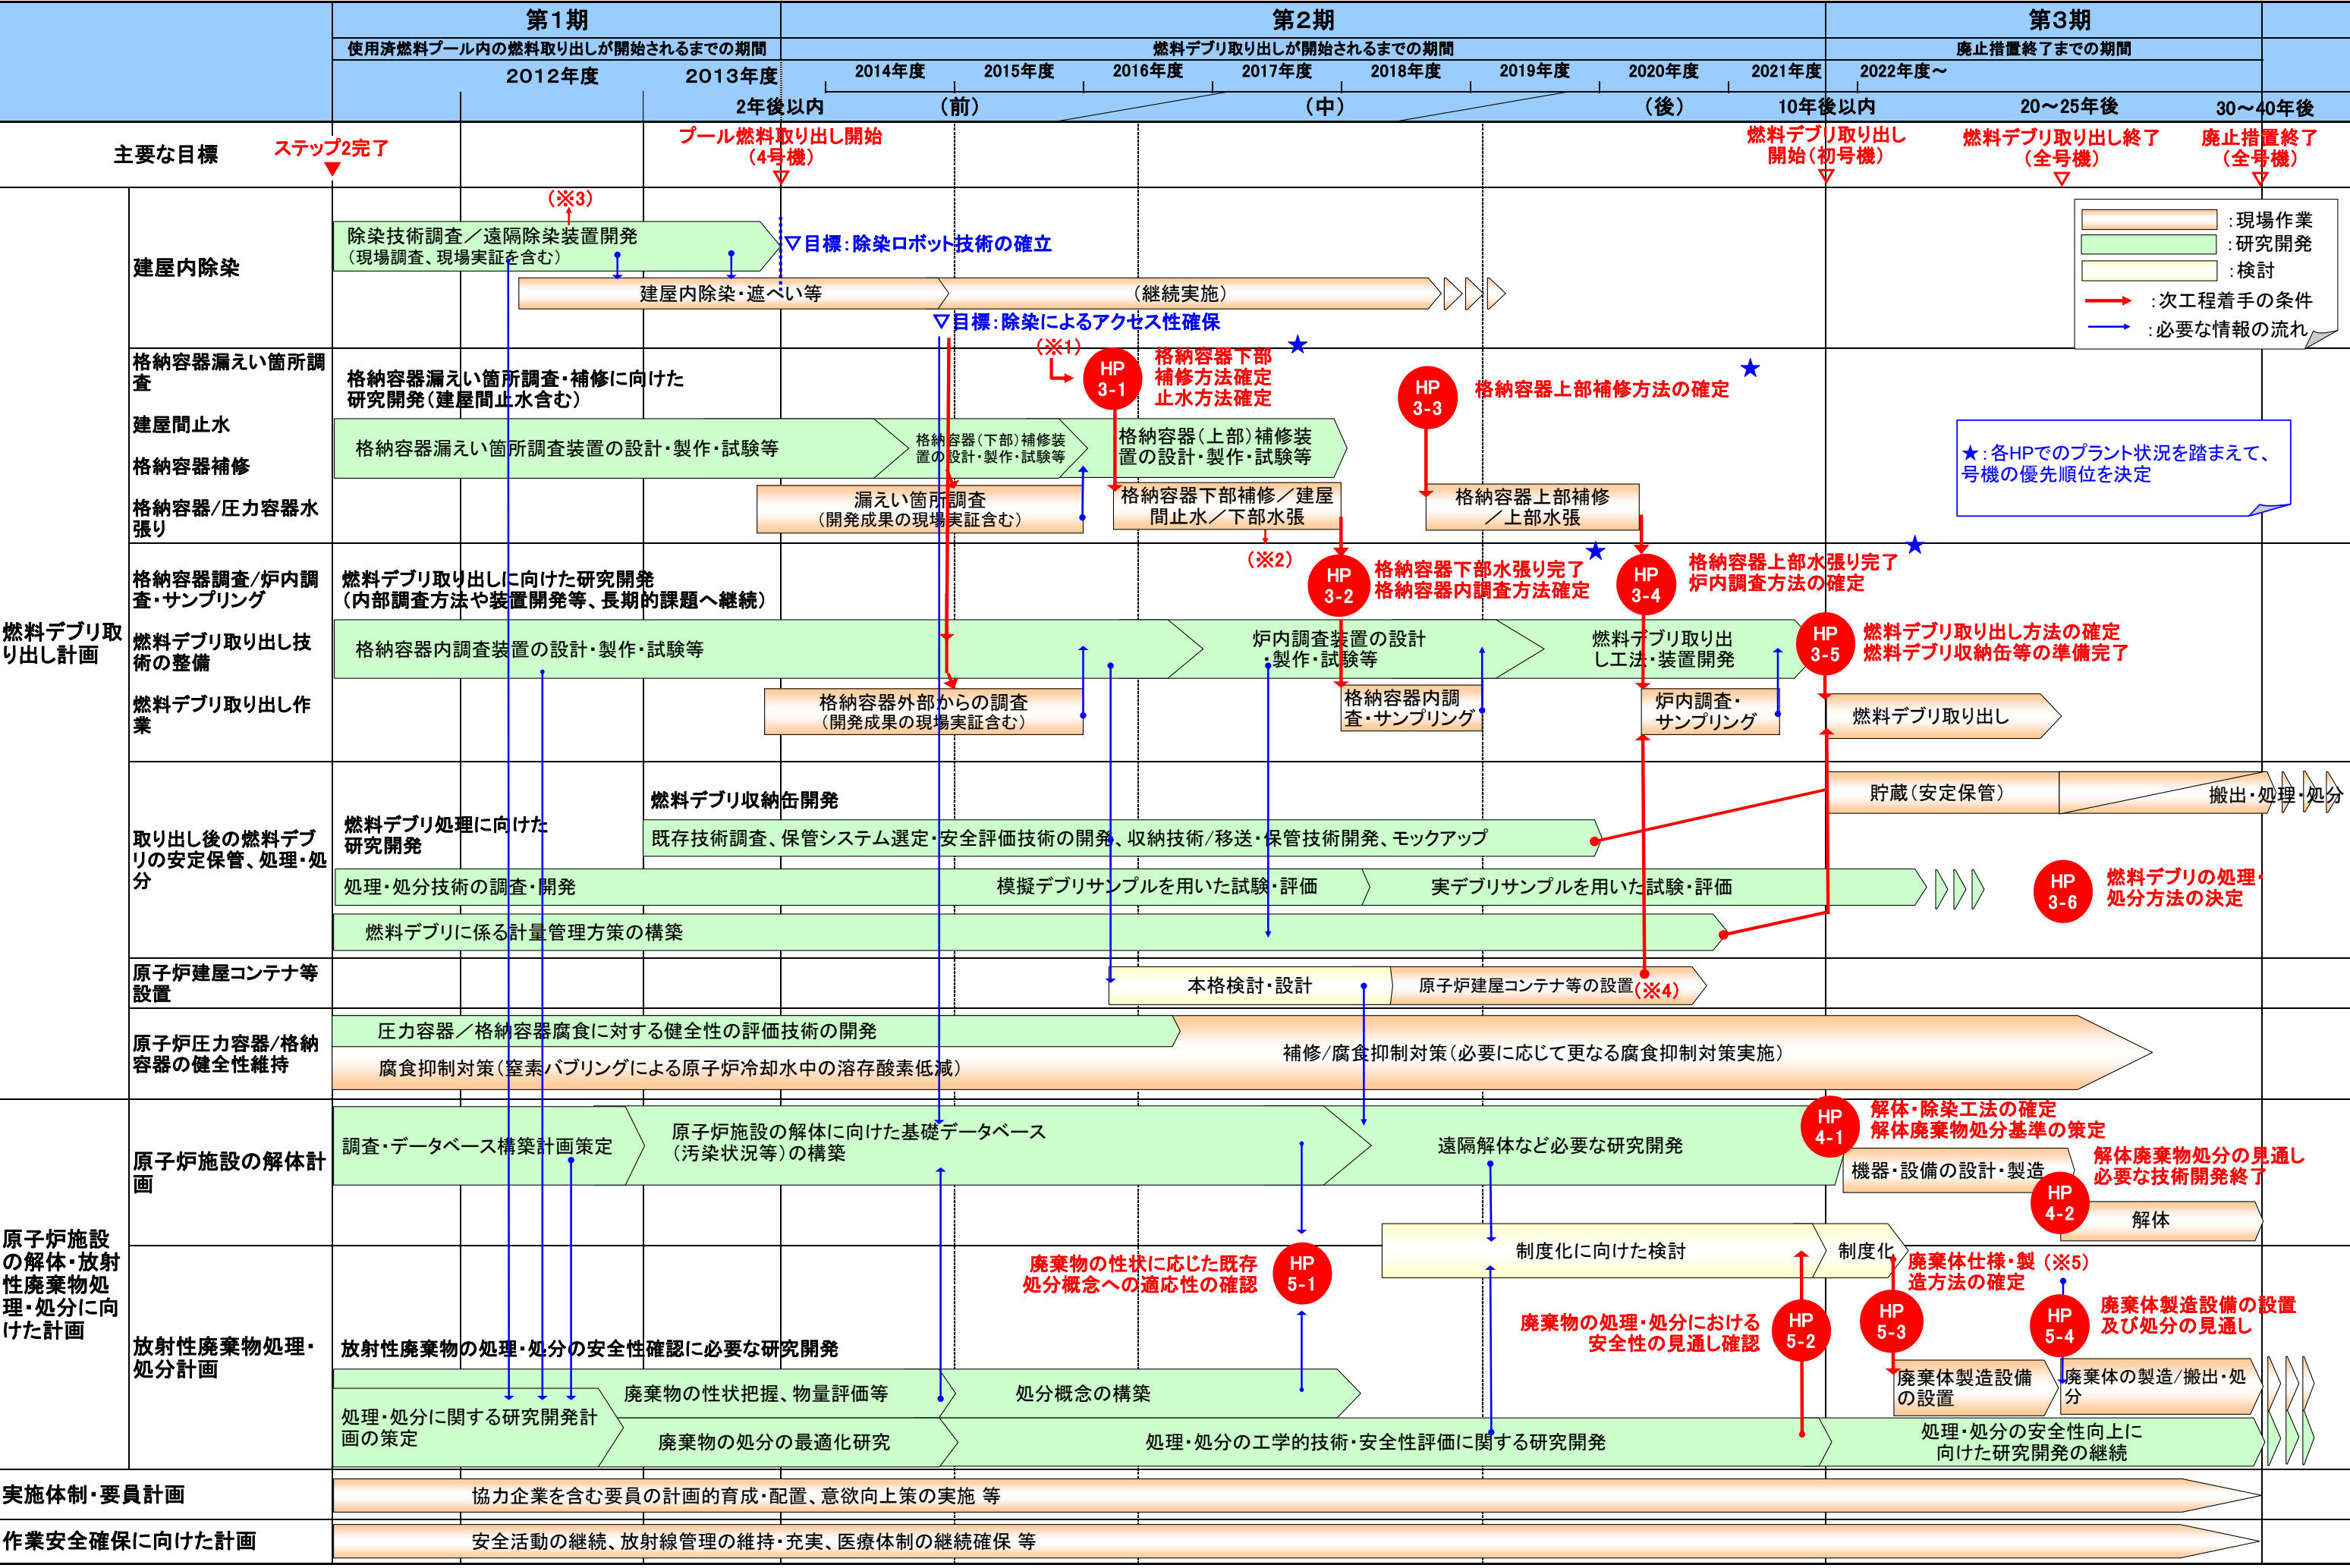 第１期
第２期
第３期
使用済燃料プール内の燃料取り出しが開始されるまでの期間
燃料デブリ取り出しが開始されるまでの期間
廃止措置終了までの期間
2012年度
2013年度
2014年度
2015年度
2016年度
2017年度
2018年度
2019年度
2020年度
2021年度
2022年度～
2年後以内
（前）
（中）
（後）
10年後以内
20～25年後
30～40年後
主要な目標
ステップ2完了
プール燃料取り出し開始
（4号機）
燃料デブリ取り出し
開始（初号機）
燃料デブリ取り出し終了
（全号機）
廃止措置終了
（全号機）
：現場作業
：研究開発
：検討
：次工程着手の条件
：必要な情報の流れ
燃料デブリ取
り出し計画
建屋内除染
（※3）
除染技術調査／遠隔除染装置開発
（現場調査、現場実証を含む）
▽目標：除染ロボット技術の確立
建屋内除染・遮へい等
（継続実施）
▽目標：除染によるアクセス性確保
格納容器漏えい箇所調
査
建屋間止水
格納容器補修
格納容器/圧力容器水
張り
格納容器漏えい箇所調査・補修に向けた
研究開発（建屋間止水含む）
（※1）
HP
3-1
格納容器下部
補修方法確定
止水方法確定
★
HP
3-3
格納容器上部補修方法の確定
★
格納容器漏えい箇所調査装置の設計・製作・試験等
格納容器（下部）補修装
置の設計・製作・試験等
格納容器（上部）補修装
置の設計・製作・試験等
漏えい箇所調査
（開発成果の現場実証含む）
格納容器下部補修／建屋
間止水／下部水張
格納容器上部補修
／上部水張
★：各HPでのプラント状況を踏まえて、
号機の優先順位を決定
格納容器調査/炉内調
査・サンプリング
燃料デブリ取り出し技
術の整備
燃料デブリ取り出し作
業
燃料デブリ取り出しに向けた研究開発
（内部調査方法や装置開発等、長期的課題へ継続）
（※2）
HP
3-2
格納容器下部水張り完了
格納容器内調査方法確定
★
HP
3-4
格納容器上部水張り完了
炉内調査方法の確定
★
格納容器内調査装置の設計・製作・試験等
炉内調査装置の設計
・製作・試験等
燃料デブリ取り出
し工法・装置開発
HP
3-5
燃料デブリ取り出し方法の確定
燃料デブリ収納缶等の準備完了
格納容器外部からの調査
（開発成果の現場実証含む）
格納容器内調
査・サンプリング
炉内調査・
サンプリング
燃料デブリ取り出し
取り出し後の燃料デブ
リの安定保管、処理・処
分
燃料デブリ処理に向けた
研究開発
燃料デブリ収納缶開発
貯蔵（安定保管）
搬出・処理・処分
既存技術調査、保管システム選定・安全評価技術の開発、収納技術/移送・保管技術開発、モックアップ
処理・処分技術の調査・開発
模擬デブリサンプルを用いた試験・評価
実デブリサンプルを用いた試験・評価
HP
3-6
燃料デブリの処理・
処分方法の決定
燃料デブリに係る計量管理方策の構築
原子炉建屋コンテナ等
設置
本格検討・設計
原子炉建屋コンテナ等の設置
（※4）
原子炉圧力容器/格納
容器の健全性維持
圧力容器／格納容器腐食に対する健全性の評価技術の開発
腐食抑制対策（窒素バブリングによる原子炉冷却水中の溶存酸素低減）
補修/腐食抑制対策（必要に応じて更なる腐食抑制対策実施）
原子炉施設
の解体・放射
性廃棄物処
理・処分に向
けた計画
原子炉施設の解体計
画
調査・データベース構築計画策定
原子炉施設の解体に向けた基礎データベース
（汚染状況等）の構築
遠隔解体など必要な研究開発
HP
4-1
解体・除染工法の確定
解体廃棄物処分基準の策定
機器・設備の設計・製造
HP
4-2
解体廃棄物処分の見通し
必要な技術開発終了
解体
制度化に向けた検討
制度化
放射性廃棄物処理・
処分計画
廃棄物の性状に応じた既存
処分概念への適応性の確認
HP
5-1
廃棄物の処理・処分における
安全性の見通し確認
HP
5-2
廃棄体仕様・製
造方法の確定
HP
5-3
（※5）
HP
5-4
廃棄体製造設備の設置
及び処分の見通し
放射性廃棄物の処理・処分の安全性確認に必要な研究開発
処理・処分に関する研究開発計
画の策定
廃棄物の性状把握、物量評価等
処分概念の構築
廃棄体製造設備
の設置
廃棄体の製造/搬出・処
分
廃棄物の処分の最適化研究
処理・処分の工学的技術・安全性評価に関する研究開発
処理・処分の安全性向上に
向けた研究開発の継続
実施体制・要員計画
協力企業を含む要員の計画的育成・配置、意欲向上策の実施 等
作業安全確保に向けた計画
安全活動の継続、放射線管理の維持・充実、医療体制の継続確保 等